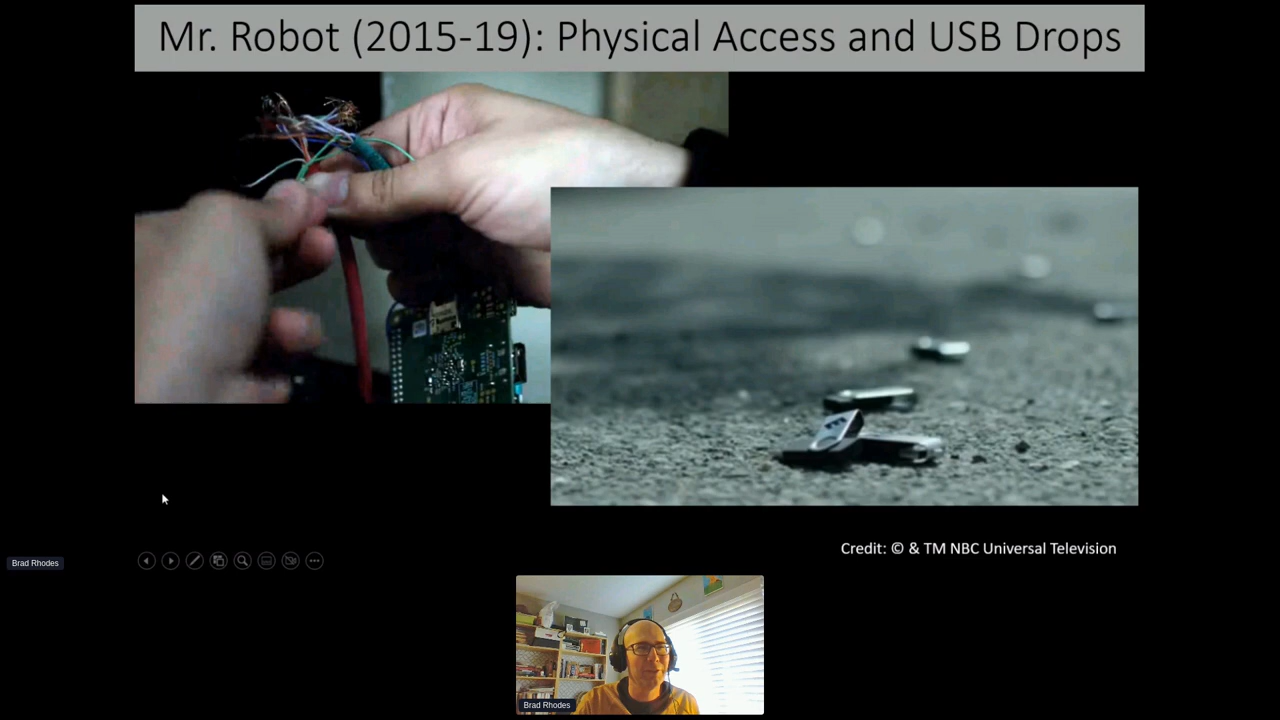 Mr. Robot (2015-19): Physical Access and USB Drops
Credit: © & TM NBC Universal Television
Brad Rhodes
Brad Rhodes